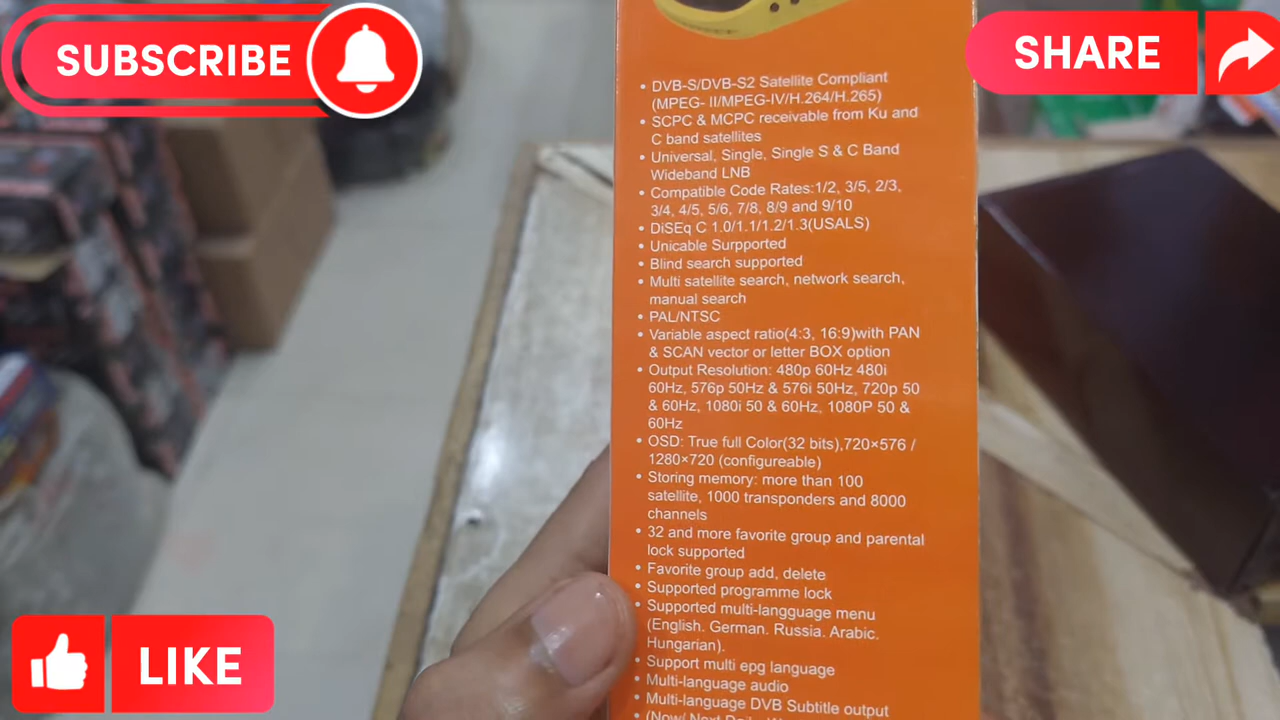 SUBSCRIBE
SHARE
• DVB-S/DVB-S2 Satellite Compliant
(MPEG- II/MPEG-IV/H.264/H.265)
• SCPC & MCPC receivable from Ku and
C band satellites
• Universal, Single, Single S & C Band
Wideband LNB
• Compatible Code Rates:1/2, 3/5, 2/3,
3/4, 4/5, 5/6, 7/8, 8/9 and 9/10
• DiSEq C 1.0/1.1/1.2/1.3(USALS)
• Unicable Surpported
• Blind search supported
• Multi satellite search, network search,
manual search
• PAL/NTSC
• Variable aspect ratio(4:3, 16:9)with PAN
& SCAN vector or letter BOX option
• Output Resolution: 480p 60Hz 480i
60Hz, 576p 50Hz & 576i 50Hz, 720p 50
& 60Hz, 1080i 50 & 60Hz, 1080P 50 &
60Hz
• OSD: True full Color(32 bits),720×576 /
1280×720 (configureable)
• Storing memory: more than 100
satellite, 1000 transponders and 8000
channels
• 32 and more favorite group and parental
lock supported
• Favorite group add, delete
• Supported programme lock
• Supported multi-langguage menu
(English. German. Russia. Arabic.
Hungarian).
• Support multi epg language
• Multi-language audio
• Multi-language DVB Subtitle output
• (Now/ Next
LIKE